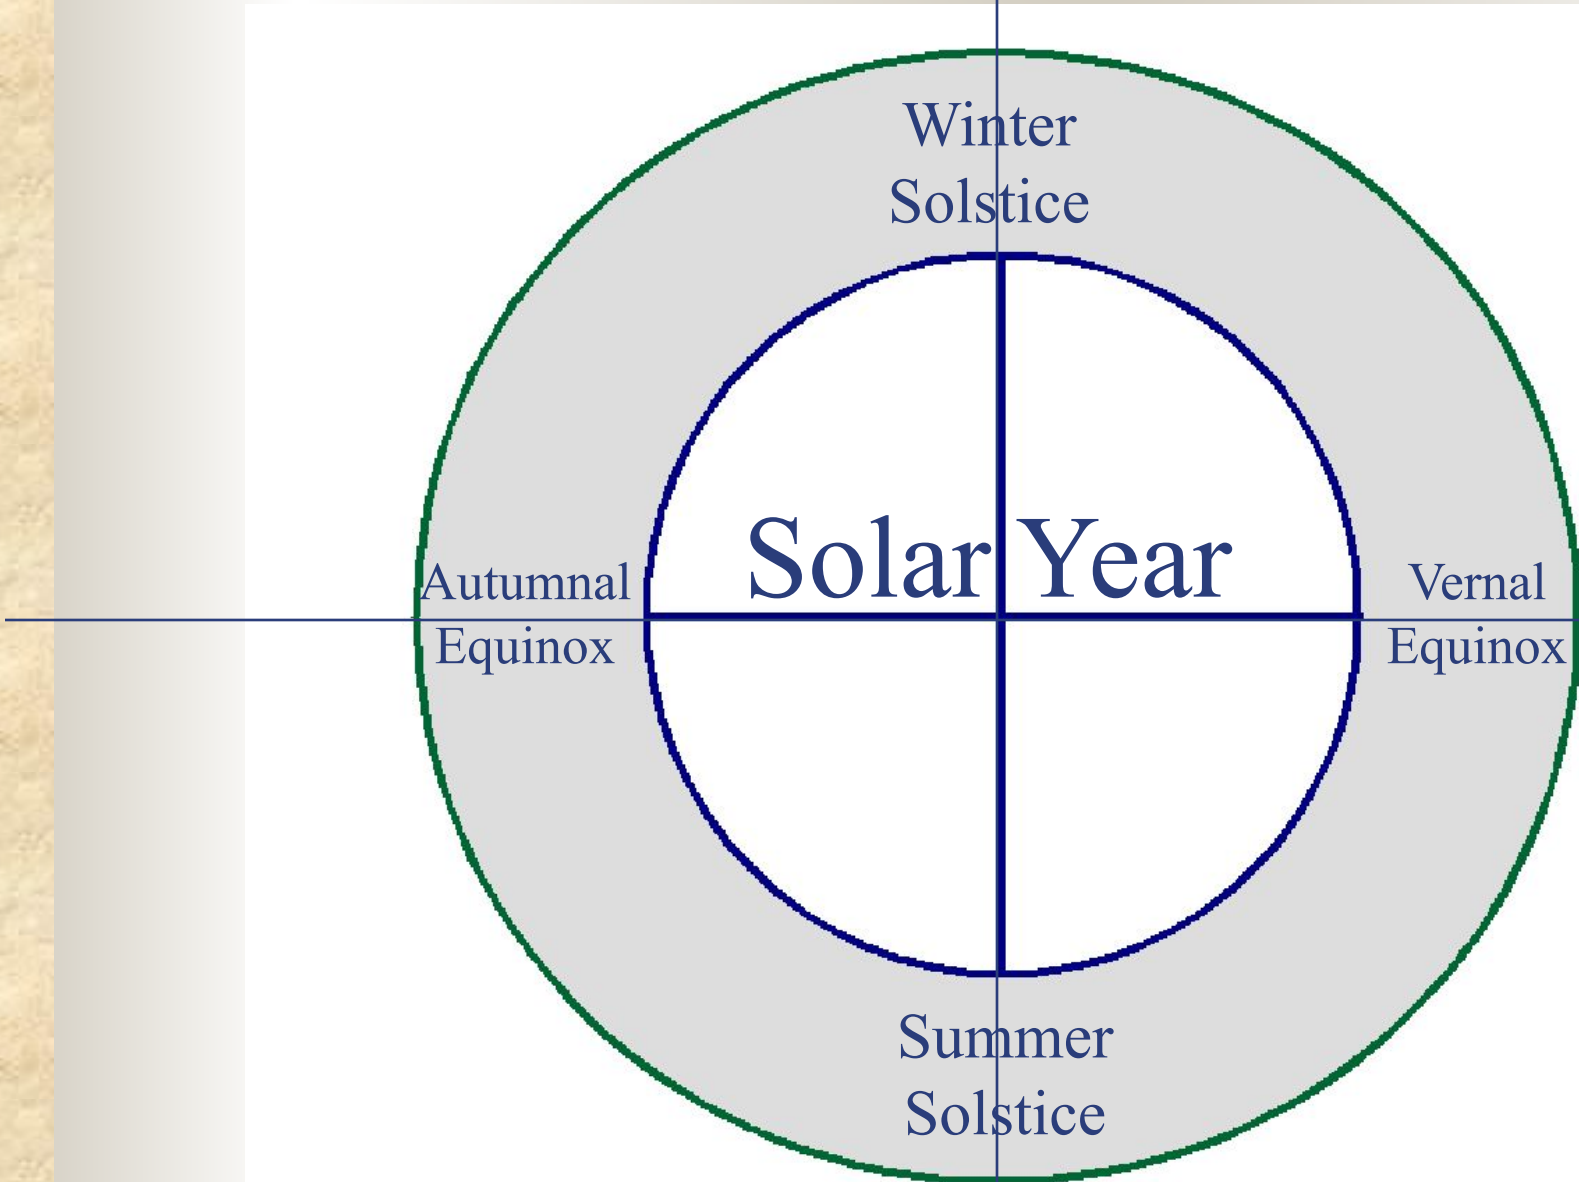 Winter
Solstice
Solar Year
Autumnal
Equinox
Vernal
Equinox
Summer
Solstice